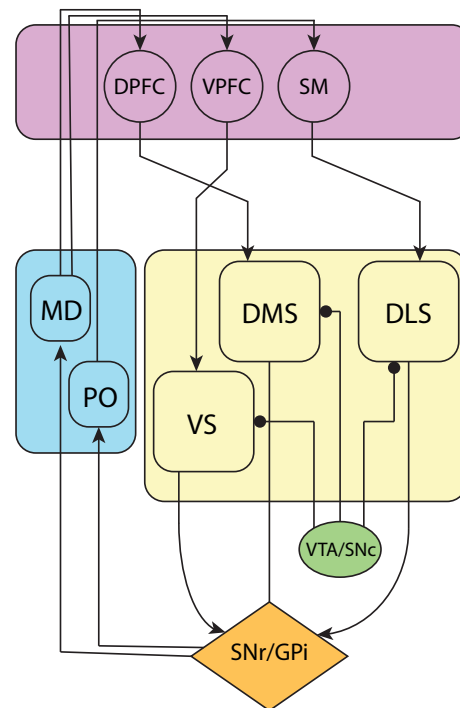 DPFC
VPFC
SM
MD
PO
DMS
DLS
VS
VTA/SNc
SNr/GPi